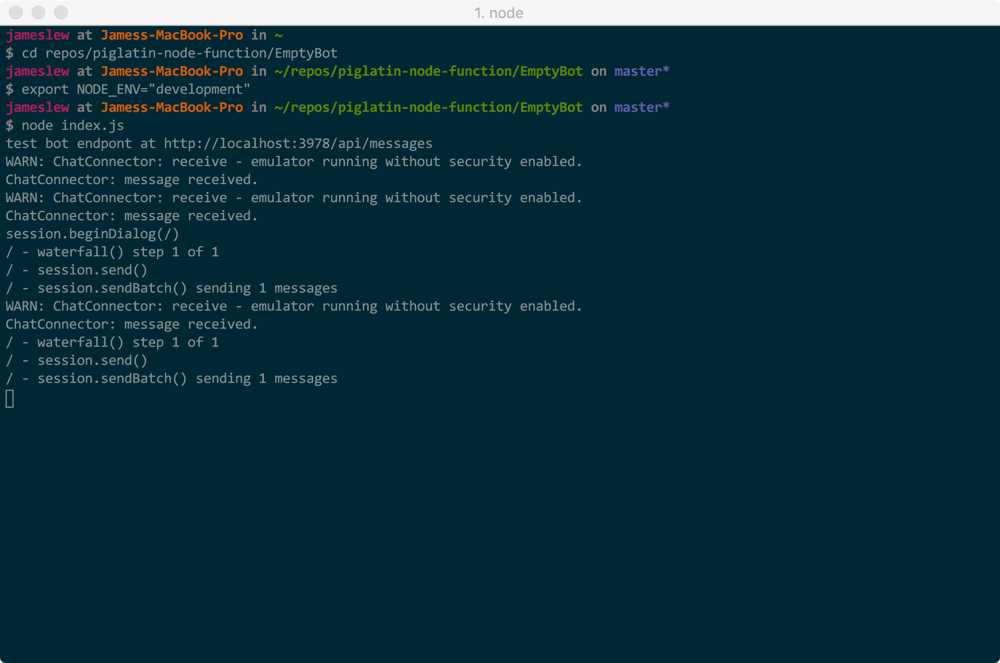 1. node
jameslew at Jamess-MacBook-Pro in ~
$ cd repos/piglatin-node-function/EmptyBot
jameslew at Jamess-MacBook-Pro in ~/repos/piglatin-node-function/EmptyBot on master*
$ export NODE_ENV="development"
jameslew at Jamess-MacBook-Pro in ~/repos/piglatin-node-function/EmptyBot on master*
$ node index.js
test bot endpont at http://localhost:3978/api/messages
WARN: ChatConnector: receive - emulator running without security enabled.
ChatConnector: message received.
WARN: ChatConnector: receive - emulator running without security enabled.
ChatConnector: message received.
session.beginDialog(/)
/ - waterfall() step 1 of 1
/ - session.send()
/ - session.sendBatch() sending 1 messages
WARN: ChatConnector: receive - emulator running without security enabled.
ChatConnector: message received.
/ - waterfall() step 1 of 1
/ - session.send()
/ - session.sendBatch() sending 1 messages